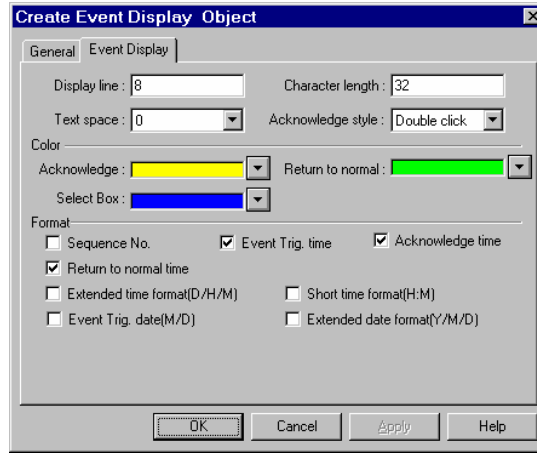 Create Event Display Object
General Event Display
Display line : 8 Character length : 32
Text space : 0 Acknowledge style : Double click
Color
Acknowledge : Return to normal :
Select Box :
Format
Sequence No. Event Trig. time Acknowledge time
Return to normal time
Extended time format(D/H/M) Short time format(H:M)
Event Trig. date(M/D) Extended date format(Y/M/D)
OK Cancel Apply Help